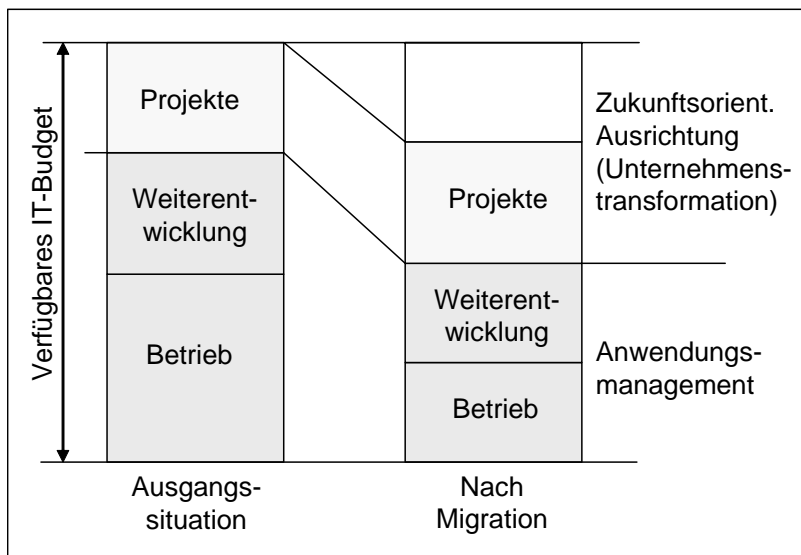 Verfügbares IT-Budget
Projekte
Weiterent-
wicklung
Betrieb
Ausgangs-
situation
Projekte
Weiterent-
wicklung
Betrieb
Nach
Migration
Zukunftsorient.
Ausrichtung
(Unternehmens-
transformation)
Anwendungs-
management